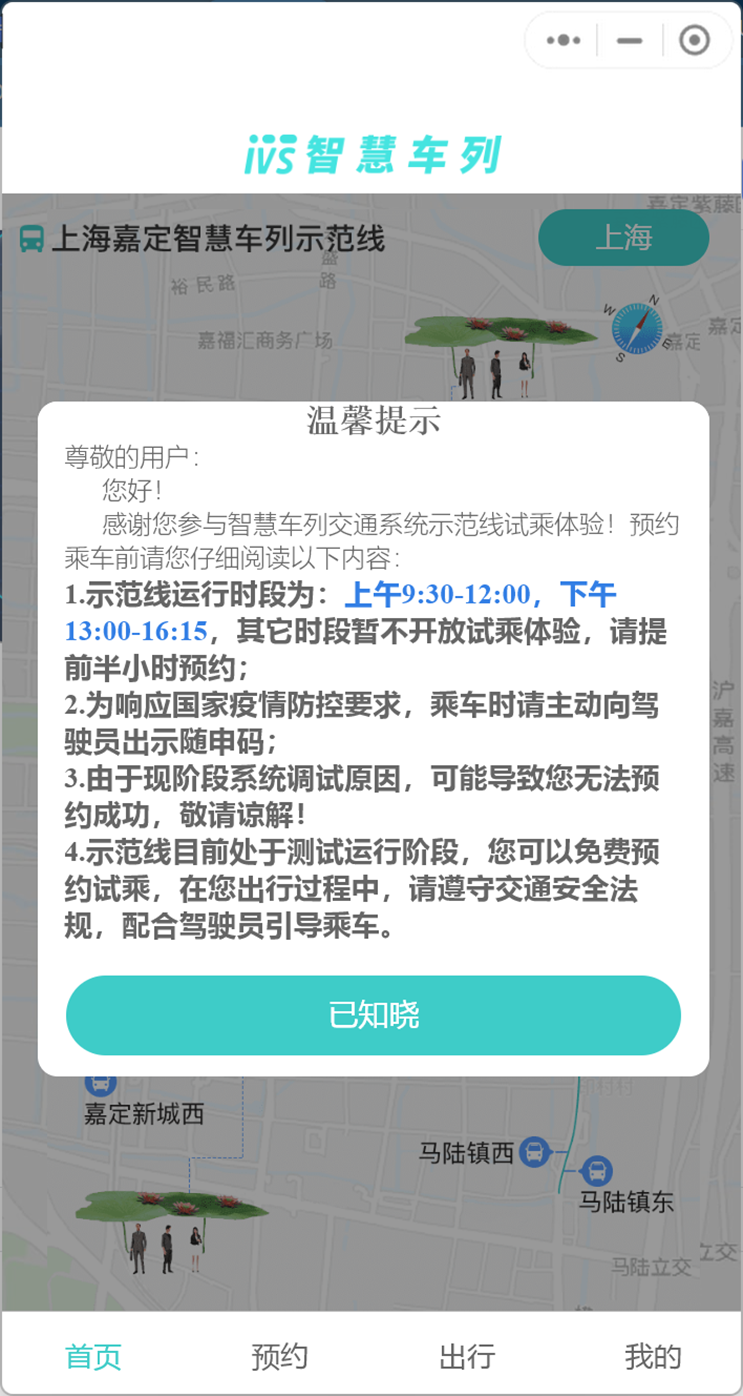 iVS智慧车列
嘉定紫藤
上海嘉定智慧车列示范线
上海
盛
路
裕民路
嘉福汇商务广场
N
W
E
S
嘉定
嘉定
温馨提示
尊敬的用户：
您好！
感谢您参与智慧车列交通系统示范线试乘体验！预约
乘车前请您仔细阅读以下内容：
1.示范线运行时段为：上午9:30-12:00，下午
13:00-16:15，其它时段暂不开放试乘体验，请提
前半小时预约；
2.为响应国家疫情防控要求，乘车时请主动向驾
驶员出示随申码；
3.由于现阶段系统调试原因，可能导致您无法预
约成功，敬请谅解！
4.示范线目前处于测试运行阶段，您可以免费预
约试乘，在您出行过程中，请遵守交通安全法
规，配合驾驶员引导乘车。
已知晓
沪嘉高速
嘉定新城西
马陆镇西
马陆镇东
马陆立交
立交
首页
预约
出行
我的